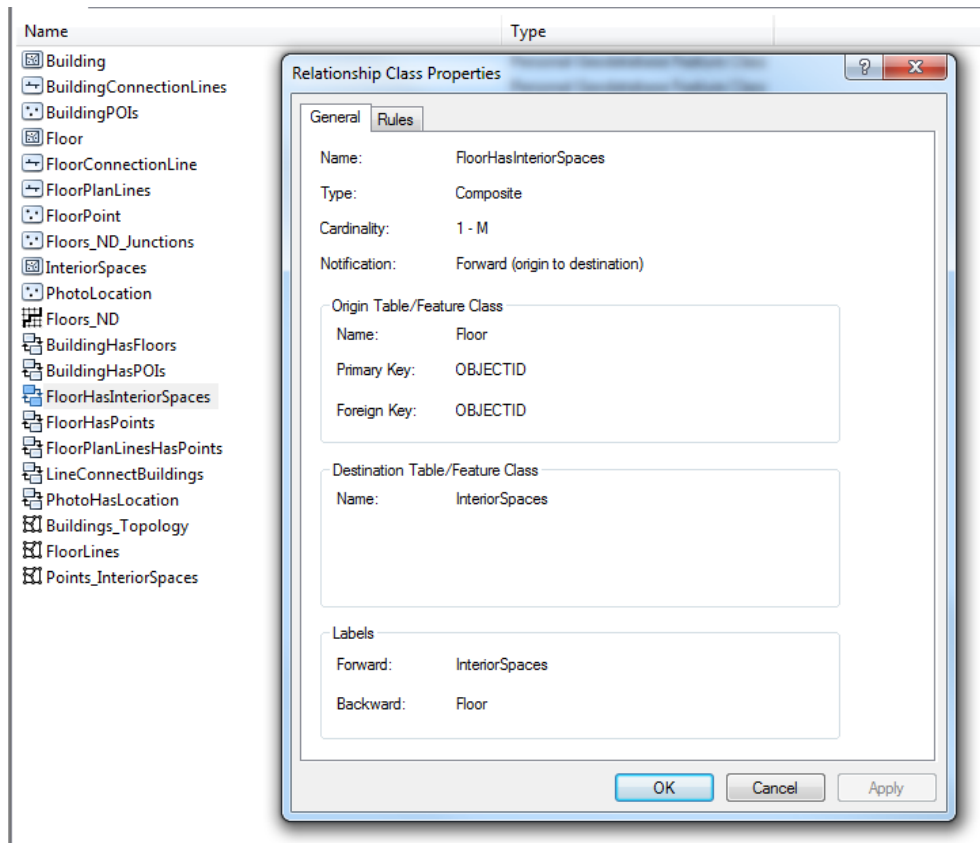 Name Type
Building
BuildingConnectionLines
BuildingPOIs
Floor
FloorConnectionLine
FloorPlanLines
FloorPoint
Floors_ND_Junctions
InteriorSpaces
PhotoLocation
Floors_ND
BuildingHasFloors
BuildingHasPOIs
FloorHasInteriorSpaces
FloorHasPoints
FloorPlanLinesHasPoints
LineConnectBuildings
PhotoHasLocation
Buildings_Topology
FloorLines
Points_InteriorSpaces
Relationship Class Properties
General Rules
Name: FloorHasInteriorSpaces
Type: Composite
Cardinality: 1 - M
Notification: Forward (origin to destination)
Origin Table/Feature Class
Name: Floor
Primary Key: OBJECTID
Foreign Key: OBJECTID
Destination Table/Feature Class
Name: InteriorSpaces
Labels
Forward: InteriorSpaces
Backward: Floor
OK Cancel Apply